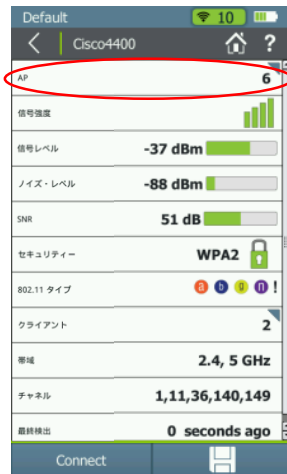 Default 10
Cisco4400 ?
AP 6
信号強度
信号レベル -37 dBm
ノイズ・レベル -88 dBm
SNR 51 dB
セキュリティー WPA2
802.11 タイプ a b g n !
クライアント 2
帯域 2.4, 5 GHz
チャネル 1,11,36,140,149
最終検出 0 seconds ago
Connect